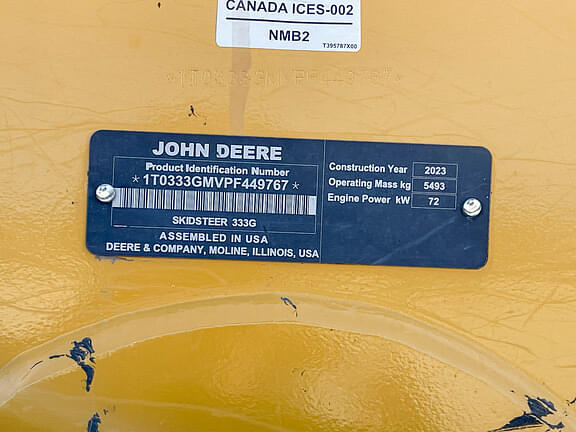 CANADA ICES-002
NMB2
T395787X00
*1T0333GMVPF449767*
JOHN DEERE
Product Identification Number
*1T0333GMVPF449767*
SKIDSTEER 333G
ASSEMBLED IN USA
DEERE & COMPANY, MOLINE, ILLINOIS, USA
Construction Year 2023
Operating Mass kg 5493
Engine Power kW 72